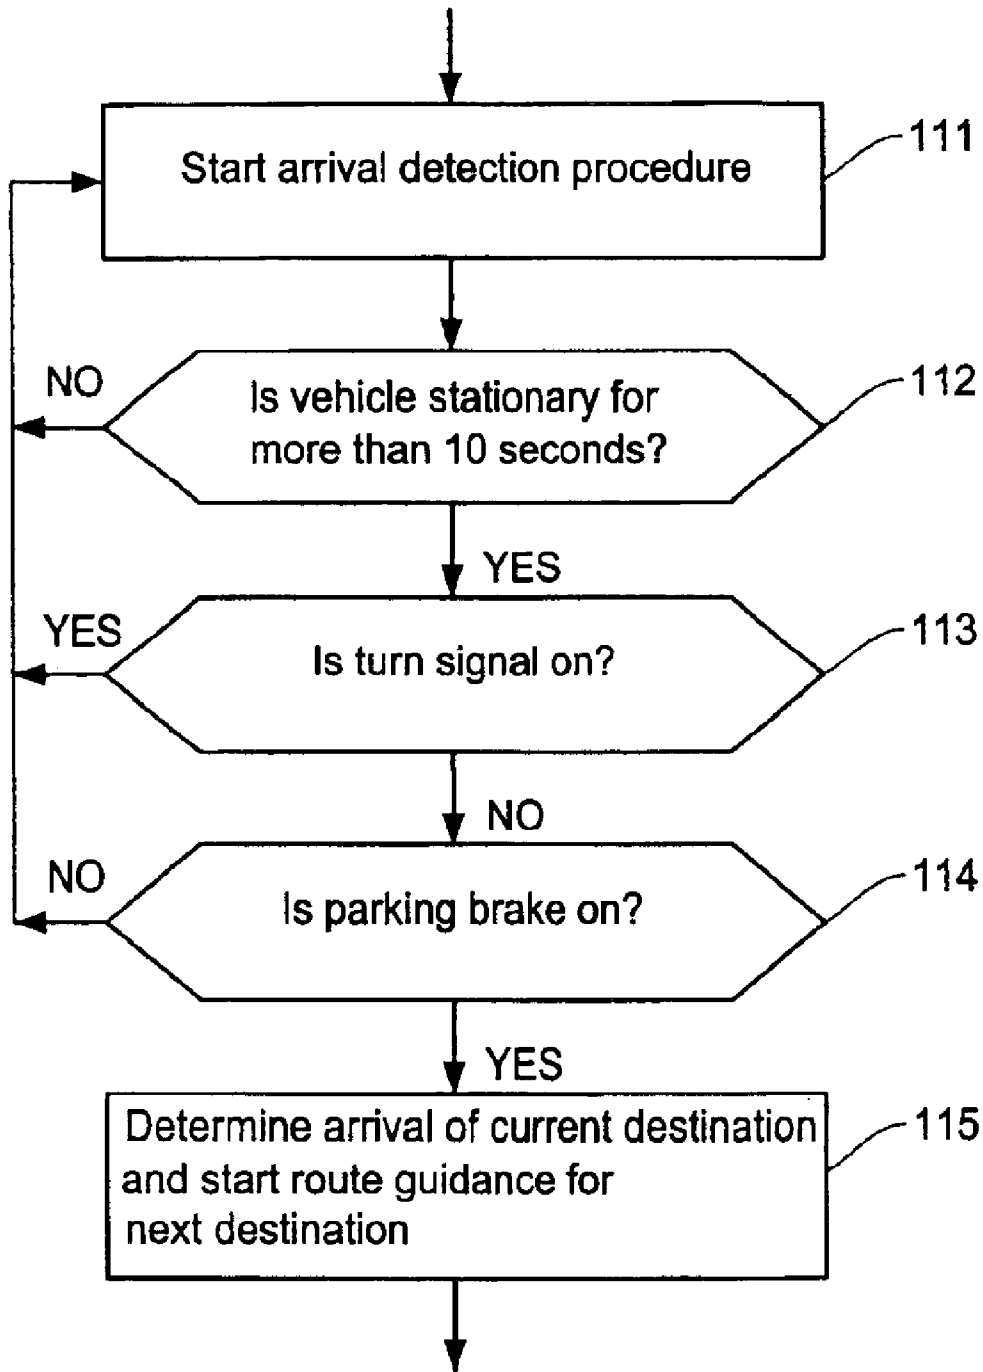 Start arrival detection procedure
111
NO
Is vehicle stationary for
more than 10 seconds?
112
YES
YES
Is turn signal on?
113
NO
NO
Is parking brake on?
114
YES
Determine arrival of current destination
and start route guidance for
next destination
115